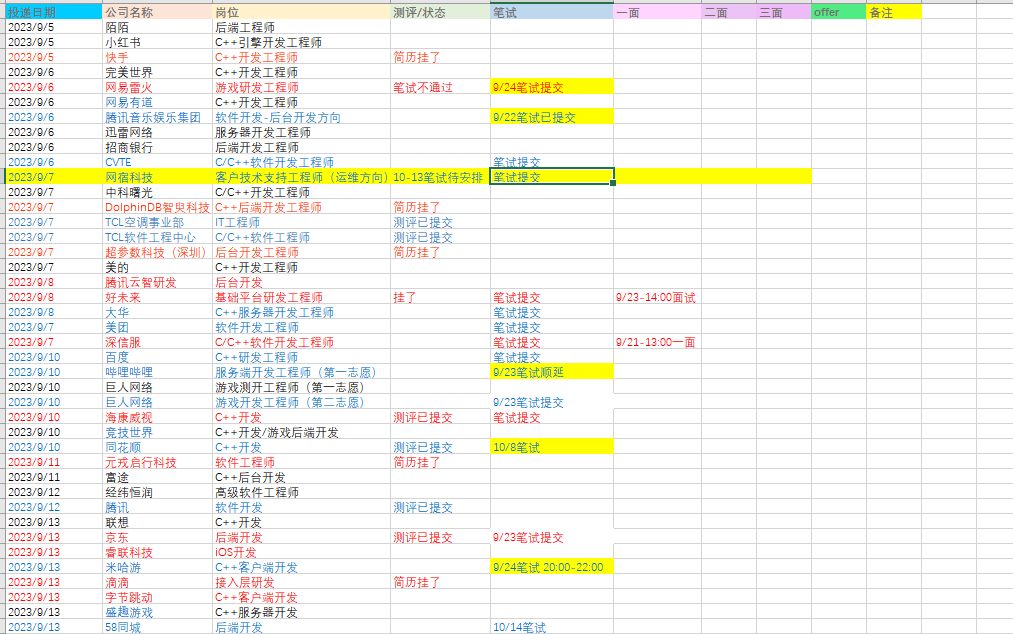 投递日期 公司名称 岗位 测评/状态 笔试 一面 二面 三面 offer 备注
2023/9/5 陌陌 后端工程师
2023/9/5 小红书 C++引擎开发工程师
2023/9/5 快手 C++开发工程师 简历挂了
2023/9/6 完美世界 C++开发工程师
2023/9/6 网易雷火 游戏研发工程师 笔试不通过 9/24笔试提交
2023/9/6 网易有道 C++开发工程师
2023/9/6 腾讯音乐娱乐集团 软件开发-后台开发方向 9/22笔试已提交
2023/9/6 迅雷网络 服务器开发工程师
2023/9/6 招商银行 后端开发工程师
2023/9/6 CVTE C/C++软件开发工程师 笔试提交
2023/9/7 网宿科技 客户技术支持工程师（运维方向） 10-13笔试待安排 笔试提交
2023/9/7 中科曙光 C/C++开发工程师
2023/9/7 DolphinDB智臾科技 C++后端开发工程师 简历挂了
2023/9/7 TCL空调事业部 IT工程师 测评已提交
2023/9/7 TCL软件工程中心 C/C++软件工程师 测评已提交
2023/9/7 超参数科技（深圳） 后台开发工程师 简历挂了
2023/9/7 美的 C++开发工程师
2023/9/8 腾讯云智研发 后台开发
2023/9/8 好未来 基础平台研发工程师 挂了 笔试提交 9/23-14:00面试
2023/9/8 大华 C++服务器开发工程师 笔试提交
2023/9/7 美团 软件开发工程师 笔试提交
2023/9/7 深信服 C/C++软件开发工程师 笔试提交 9/21-13:00一面
2023/9/10 百度 C++研发工程师 笔试提交
2023/9/10 哔哩哔哩 服务端开发工程师（第一志愿） 9/23笔试顺延
2023/9/10 巨人网络 游戏测开工程师（第一志愿）
2023/9/10 巨人网络 游戏开发工程师（第二志愿） 9/23笔试提交
2023/9/10 海康威视 C++开发 测评已提交 笔试提交
2023/9/10 竞技世界 C++开发/游戏后端开发
2023/9/10 同花顺 C++开发 测评已提交 10/8笔试
2023/9/11 元戎启行科技 软件工程师 简历挂了
2023/9/11 富途 C++后台开发
2023/9/12 经纬恒润 高级软件工程师
2023/9/12 腾讯 软件开发 测评已提交
2023/9/13 联想 C++开发
2023/9/13 京东 后端开发 测评已提交 9/23笔试提交
2023/9/13 睿联科技 iOS开发
2023/9/13 米哈游 C++客户端开发 9/24笔试 20:00-22:00
2023/9/13 滴滴 接入层研发 简历挂了
2023/9/13 字节跳动 C++客户端开发
2023/9/13 盛趣游戏 C++服务器开发
2023/9/13 58同城 后端开发 10/14笔试